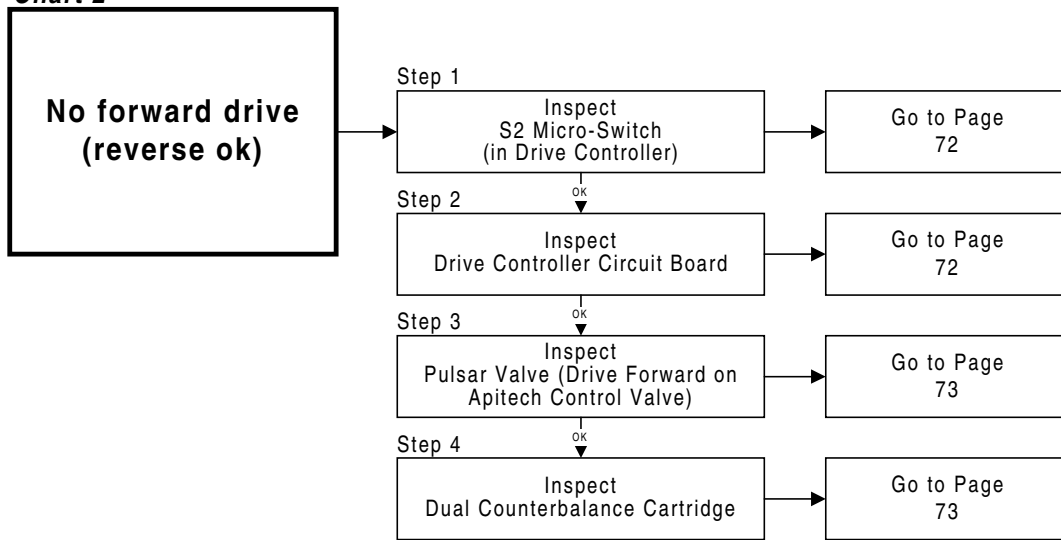 No forward drive
(reverse ok)
Step 1
Inspect
S2 Micro-Switch
(in Drive Controller)
Go to Page
72
OK
Step 2
Inspect
Drive Controller Circuit Board
Go to Page
72
OK
Step 3
Inspect
Pulsar Valve (Drive Forward on
Apitech Control Valve)
Go to Page
73
OK
Step 4
Inspect
Dual Counterbalance Cartridge
Go to Page
73